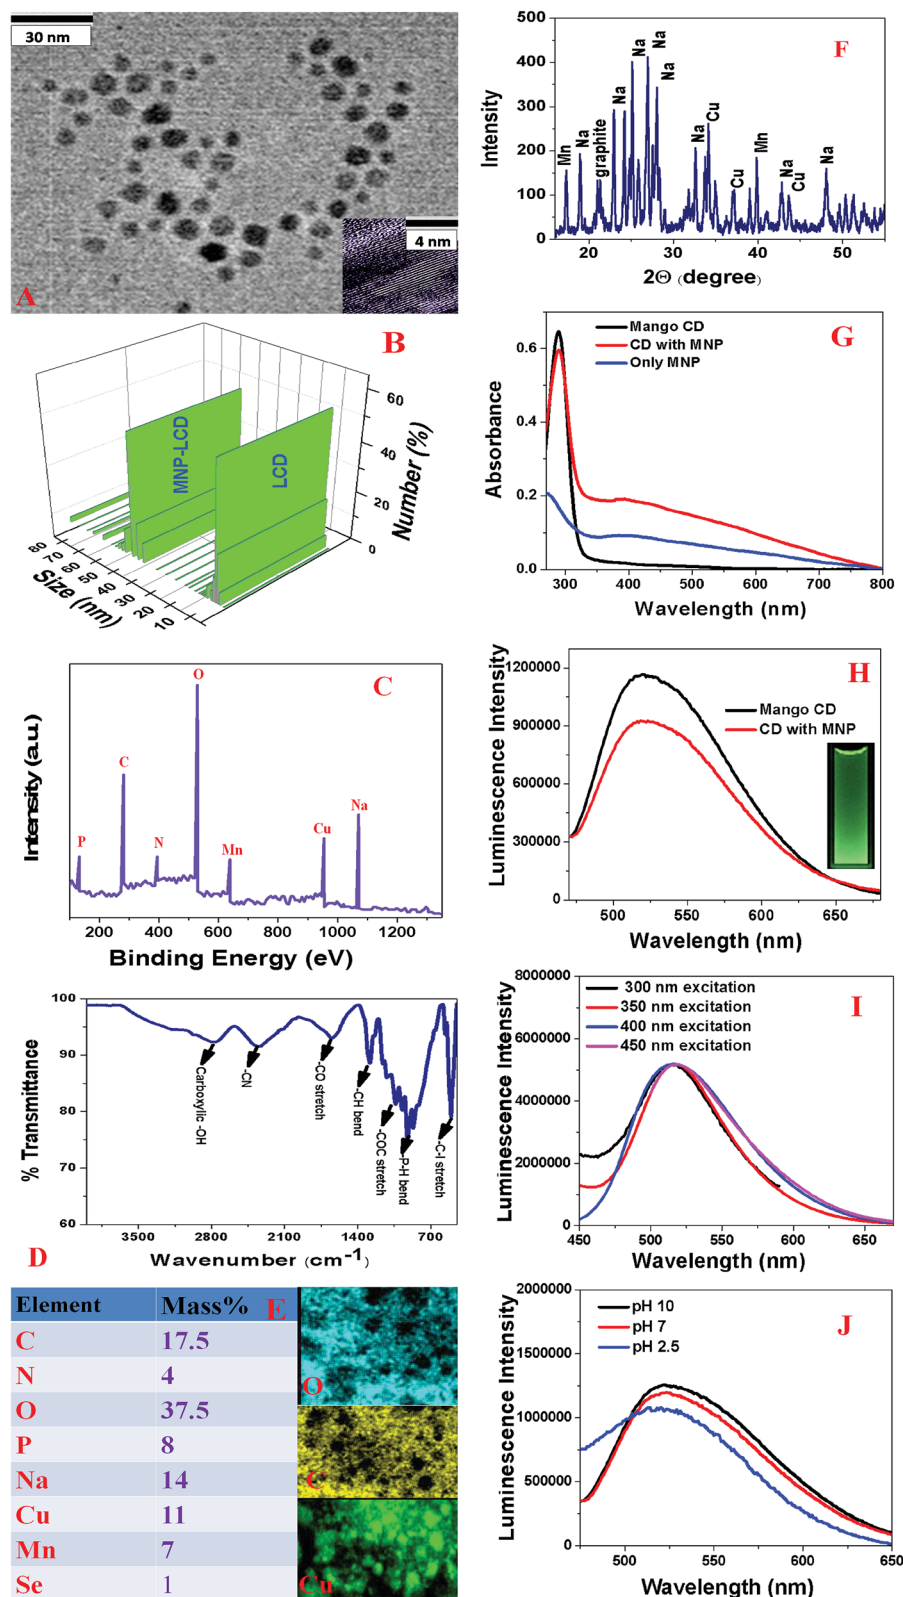 30 nm
4 nm
A
B
MNP-LCD
LCD
60
40
20
0
Number (%)
80
70
60
50
40
30
20
10
Size (nm)
C
O
C
P
N
Mn
Cu
Na
Intensity (a.u.)
200 400 600 800 1000 1200
Binding Energy (eV)
100
90
80
70
60
% Transmittance
Carboxylic -OH
-CN
-CO stretch
-CH bend
-COC stretch
-P-H bend
-C-I stretch
3500 2800 2100 1400 700
Wavenumber (cm-1)
D
Element Mass% E
C 17.5
N 4
O 37.5
P 8
Na 14
Cu 11
Mn 7
Se 1
O
C
Cu
F
500
400
300
200
100
0
Intensity
Mn
Na
graphite
Na
Na
Na
Na
Na
Cu
Cu
Mn
Na
Cu
Na
20 30 40 50
2Θ (degree)
G
Mango CD
CD with MNP
Only MNP
0.6
0.4
0.2
0.0
Absorbance
300 400 500 600 700 800
Wavelength (nm)
H
1200000
900000
600000
300000
0
Luminescence Intensity
Mango CD
CD with MNP
500 550 600 650
Wavelength (nm)
I
8000000
6000000
4000000
2000000
0
Luminescence Intensity
300 nm excitation
350 nm excitation
400 nm excitation
450 nm excitation
450 500 550 600 650
Wavelength (nm)
J
2000000
1500000
1000000
500000
0
Luminescence Intensity
pH 10
pH 7
pH 2.5
500 550 600 650
Wavelength (nm)